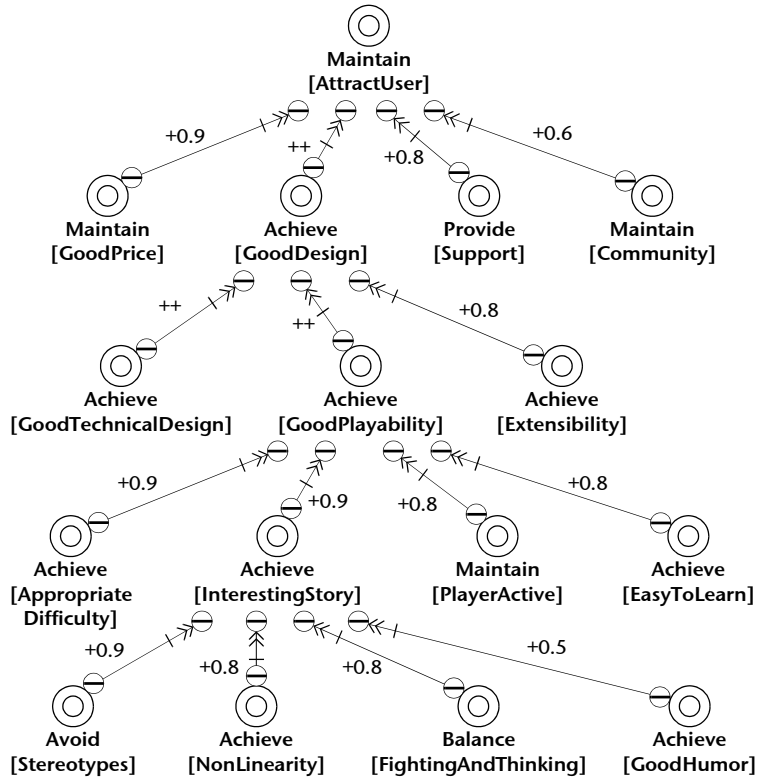 Maintain
[AttractUser]
+0.9
++
+0.8
+0.6
Maintain
[GoodPrice]
Achieve
[GoodDesign]
Provide
[Support]
Maintain
[Community]
++
++
+0.8
Achieve
[GoodTechnicalDesign]
Achieve
[GoodPlayability]
Achieve
[Extensibility]
+0.9
+0.9
+0.8
+0.8
Achieve
[Appropriate
Difficulty]
Achieve
[InterestingStory]
Maintain
[PlayerActive]
Achieve
[EasyToLearn]
+0.9
+0.8
+0.8
+0.5
Avoid
[Stereotypes]
Achieve
[NonLinearity]
Balance
[FightingAndThinking]
Achieve
[GoodHumor]